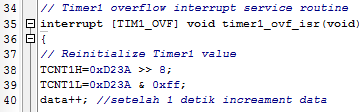 34 // Timer1 overflow interrupt service routine
35 interrupt [TIM1_OVF] void timer1_ovf_isr(void)
36 {
37 // Reinitialize Timer1 value
38 TCNT1H=0xD23A >> 8;
39 TCNT1L=0xD23A & 0xff;
40 data++; //setelah 1 detik increament data